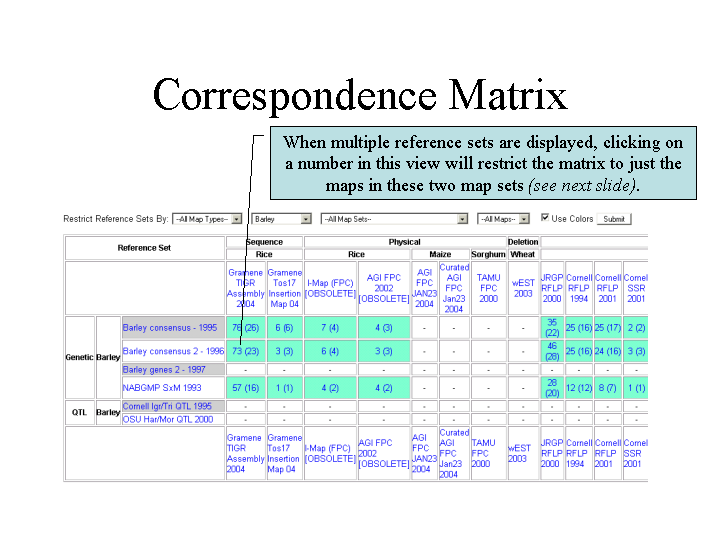 Correspondence Matrix
When multiple reference sets are displayed, clicking on
a number in this view will restrict the matrix to just the
maps in these two map sets (see next slide).
Restrict Reference Sets By: --All Map Types-- Barley --All Map Sets-- --All Maps-- Use Colors Submit
Reference Set Sequence Physical Deletion
Rice Rice Maize Sorghum Wheat
Gramene TIGR Assembly 2004 Gramene Tos17 Insertion Map 04 I-Map (FPC) [OBSOLETE] AGI FPC 2002 [OBSOLETE] AGI FPC JAN23 2004 Curated AGI FPC Jan23 2004 TAMU FPC 2000 wEST 2003 JRGP RFLP 2000 Cornell RFLP 1994 Cornell RFLP 2001 Cornel SSR 2001
Genetic Barley Barley consensus - 1995 76 (26) 6 (6) 7 (4) 4 (3) - - - - 35 (22) 25 (16) 25 (17) 2 (2)
Barley consensus 2 - 1996 73 (23) 3 (3) 6 (4) 3 (3) - - - - 46 (28) 25 (16) 24 (16) 3 (3)
Barley genes 2 - 1997 - - - - - - - - - - - -
NABGMP SxM 1993 57 (16) 1 (1) 4 (2) 4 (2) - - - - 28 (20) 12 (12) 8 (7) 1 (1)
QTL Barley Cornell Igr/Tri QTL 1995 - - - - - - - - - - - -
OSU Har/Mor QTL 2000 - - - - - - - - - - - -
Gramene TIGR Assembly 2004 Gramene Tos17 Insertion Map 04 I-Map (FPC) [OBSOLETE] AGI FPC 2002 [OBSOLETE] AGI FPC JAN23 2004 Curated AGI FPC Jan23 2004 TAMU FPC 2000 wEST 2003 JRGP RFLP 2000 Cornell RFLP 1994 Cornell RFLP 2001 Cornel SSR 2001